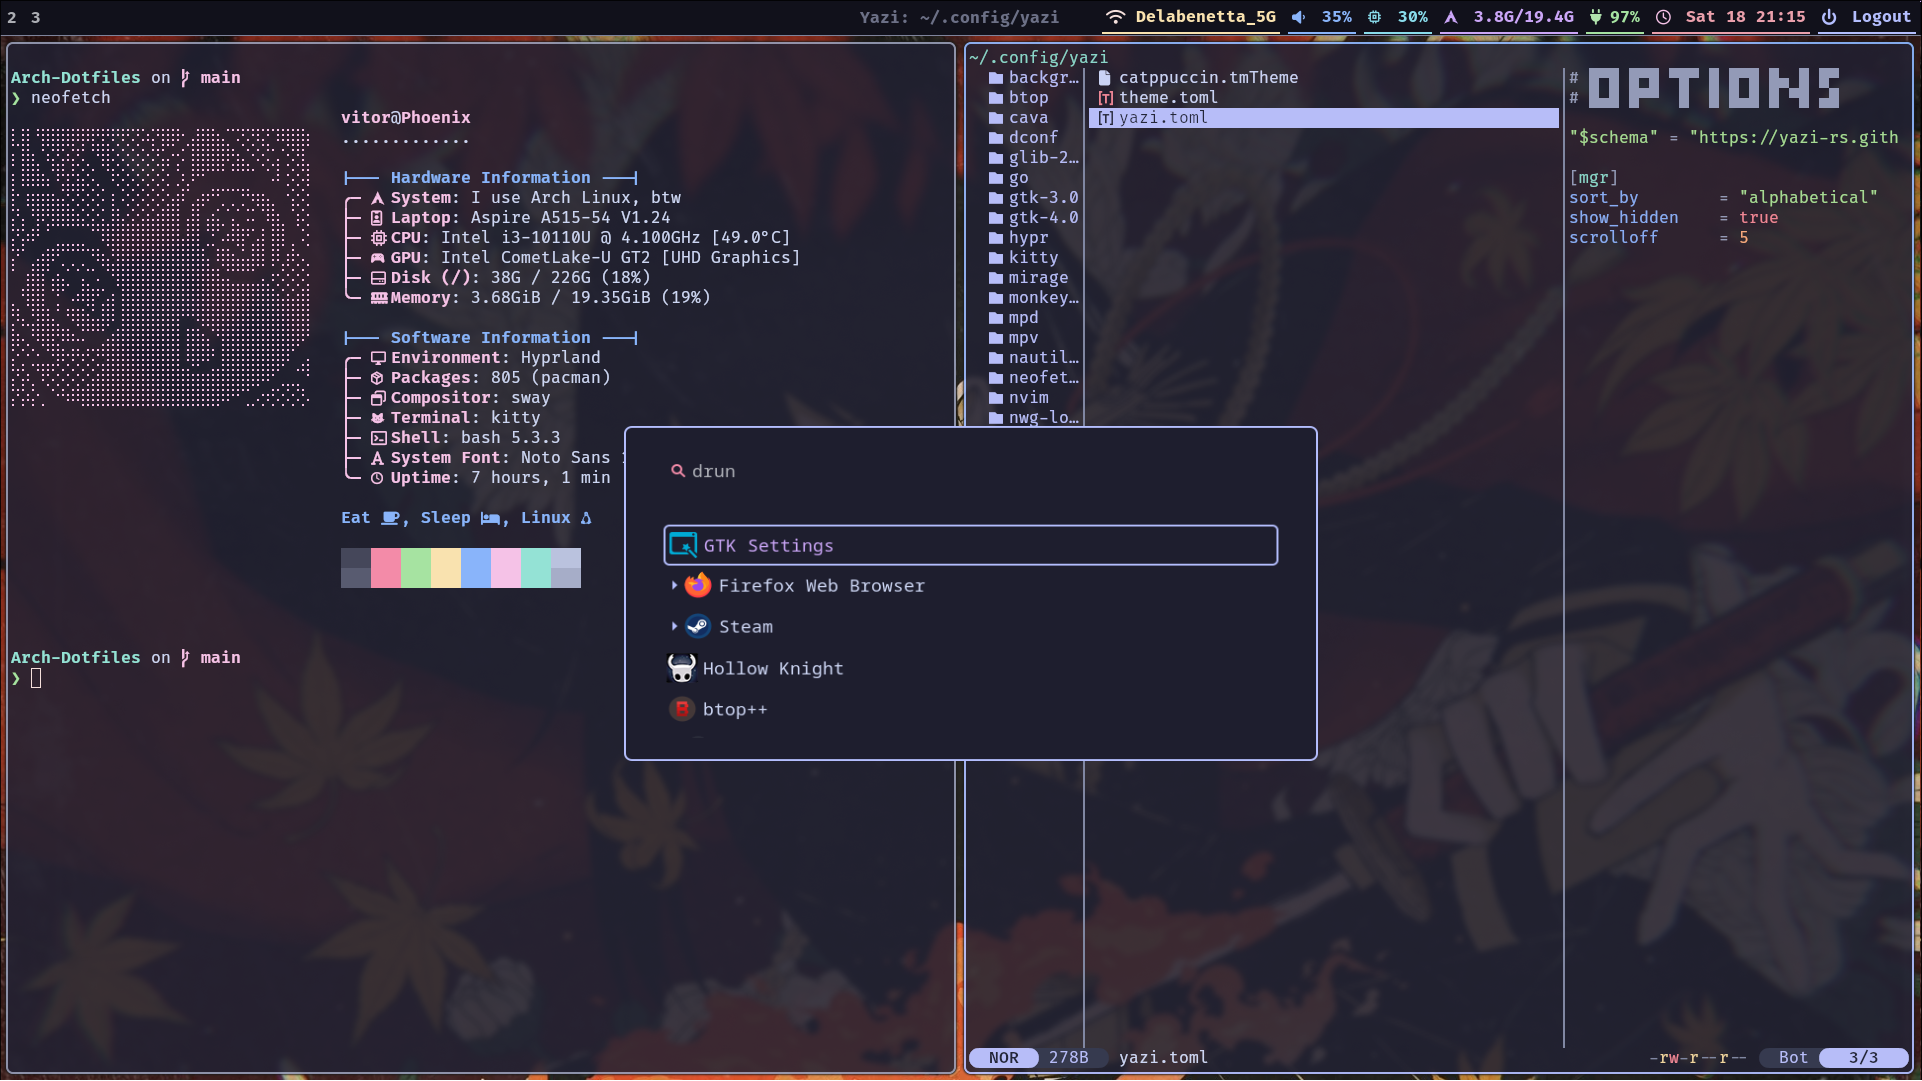 2 3
Yazi: ~/.config/yazi
Delabenetta_5G 35% 30% 3.8G/19.4G 97% Sat 18 21:15 Logout
Arch-Dotfiles on main
❯ neofetch
vitor@Phoenix
.............
Hardware Information
System: I use Arch Linux, btw
Laptop: Aspire A515-54 V1.24
CPU: Intel i3-10110U @ 4.100GHz [49.0°C]
GPU: Intel CometLake-U GT2 [UHD Graphics]
Disk (/): 38G / 226G (18%)
Memory: 3.68GiB / 19.35GiB (19%)
Software Information
Environment: Hyprland
Packages: 805 (pacman)
Compositor: sway
Terminal: kitty
Shell: bash 5.3.3
System Font: Noto Sans
Uptime: 7 hours, 1 min
Eat , Sleep , Linux
Arch-Dotfiles on main
❯
~/.config/yazi
backgr…
btop
cava
dconf
glib-2…
go
gtk-3.0
gtk-4.0
hypr
kitty
mirage
monkey…
mpd
mpv
nautil…
neofet…
nvim
nwg-lo…
catppuccin.tmTheme
[T] theme.toml
[T] yazi.toml
# OPTIONS
#
"$schema" = "https://yazi-rs.gith
[mgr]
sort_by = "alphabetical"
show_hidden = true
scrolloff = 5
drun
GTK Settings
Firefox Web Browser
Steam
Hollow Knight
btop++
NOR 278B yazi.toml
-rw-r--r-- Bot 3/3